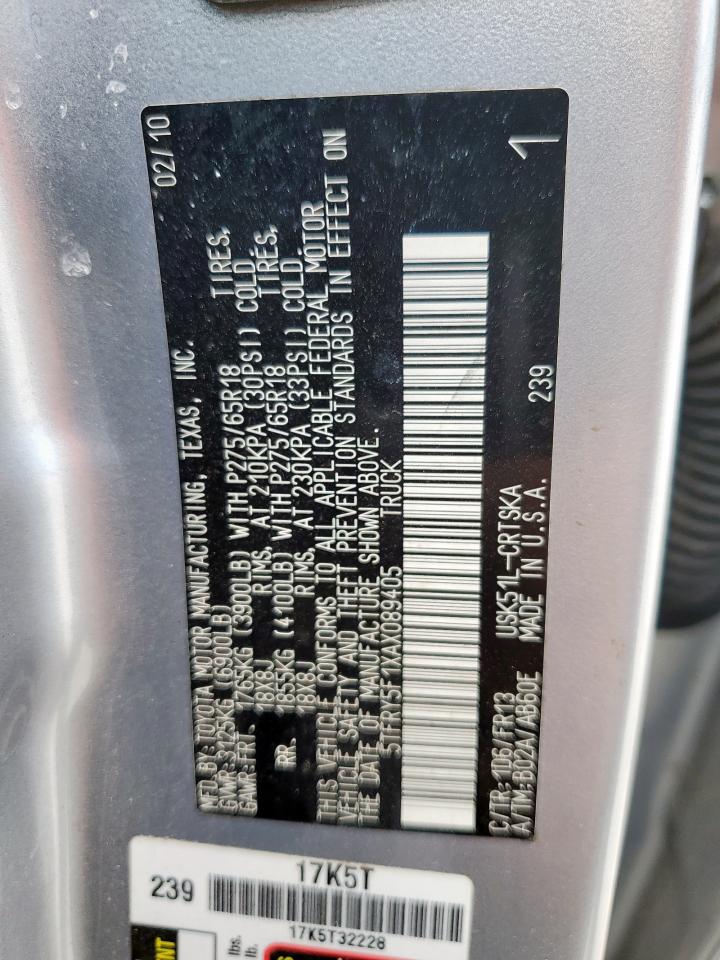 MFD BY: TOYOTA MOTOR MANUFACTURING, TEXAS, INC. 02/10
GVWR: 3125KG (6900LB)
GAWR: FRT. 1765KG (3900LB) WITH P275/65R18 TIRES,
18X8J RIMS, AT 210KPA (30PSI) COLD.
RR. 1855KG (4100LB) WITH P275/65R18 TIRES,
18X8J RIMS, AT 230KPA (33PSI) COLD.
THIS VEHICLE CONFORMS TO ALL APPLICABLE FEDERAL MOTOR
VEHICLE SAFETY AND THEFT PREVENTION STANDARDS IN EFFECT ON
THE DATE OF MANUFACTURE SHOWN ABOVE.
5TFRY5F1XAX089405 TRUCK
C/TR: 1D6/FR13 USK51L-CRTSKA 239
A/TM: B02A/AB60E MADE IN U.S.A. 1
17K5T
239
17K5T32228
lbs.
lb.